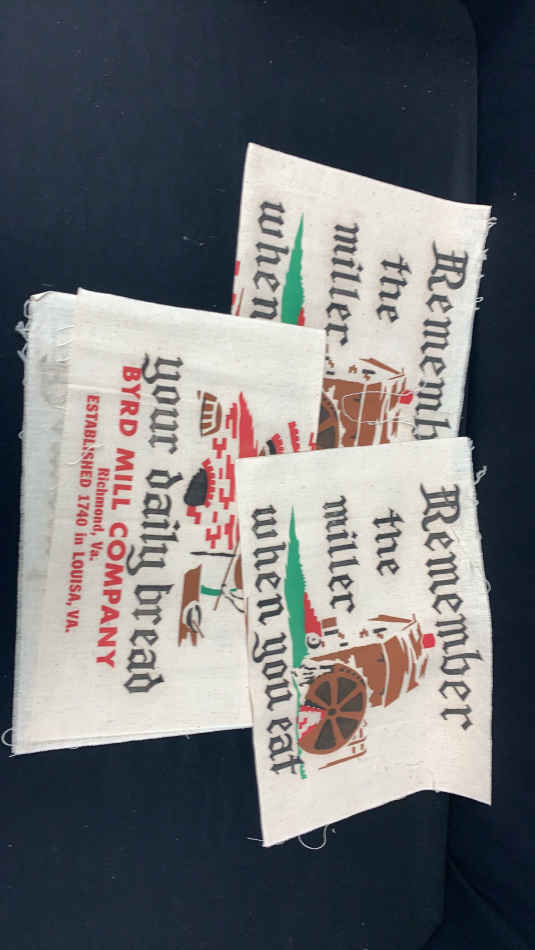 Remember
the
miller
when you eat
Rememb
the
miller
when
your daily bread
BYRD MILL COMPANY
Richmond, Va.
ESTABLISHED 1740 in LOUISA, VA.